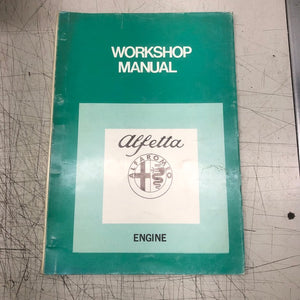 WORKSHOP
MANUAL
Alfetta
ALFA ROMEO
ENGINE